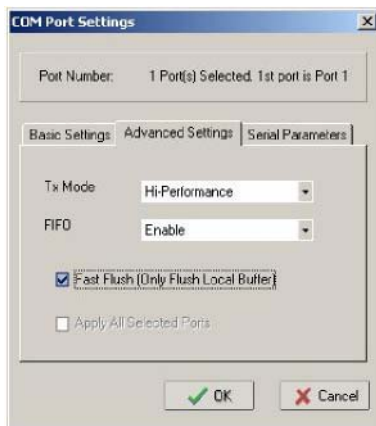 COM Port Settings
Port Number: 1 Port(s) Selected. 1st port is Port 1
Basic Settings Advanced Settings Serial Parameters
Tx Mode Hi-Performance
FIFO Enable
Fast Flush (Only Flush Local Buffer)
Apply All Selected Ports
OK Cancel